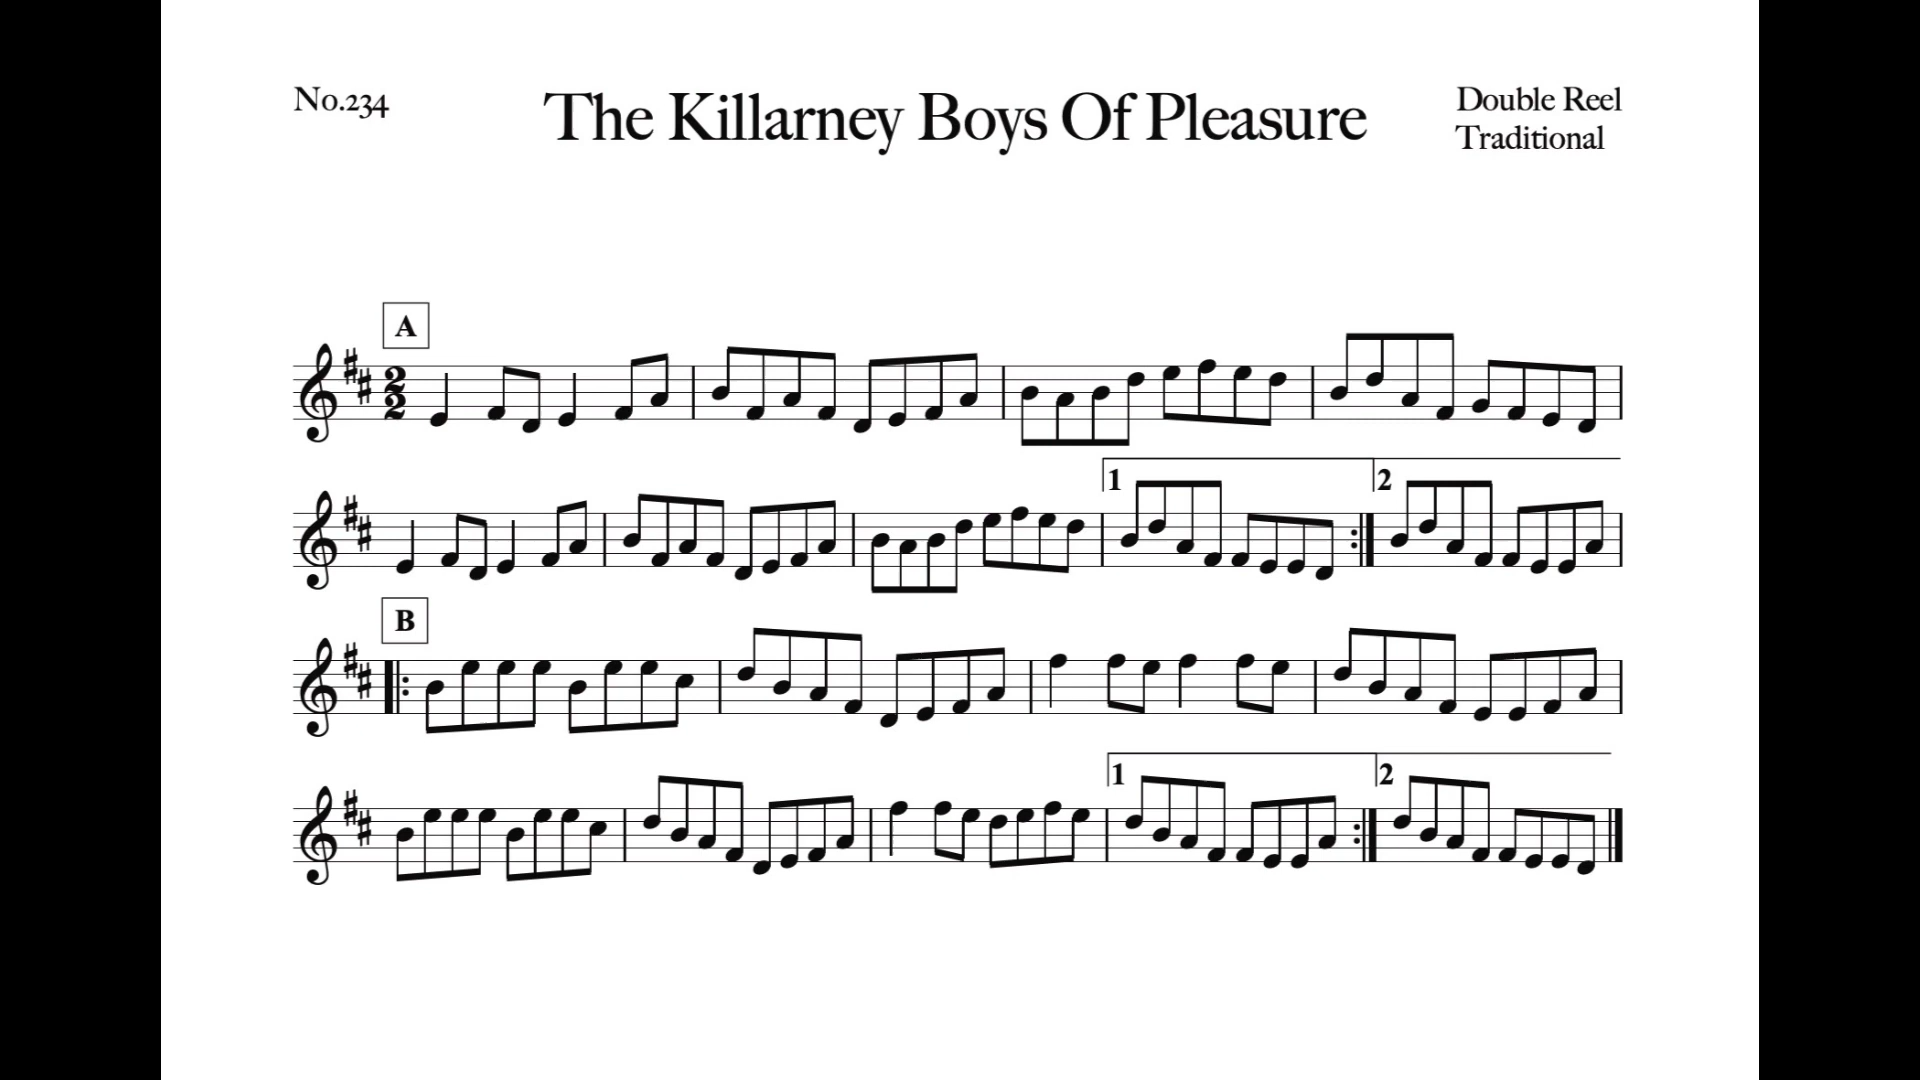 No.234
The Killarney Boys Of Pleasure
Double Reel
Traditional
A
2
2
1
2
B
1
2